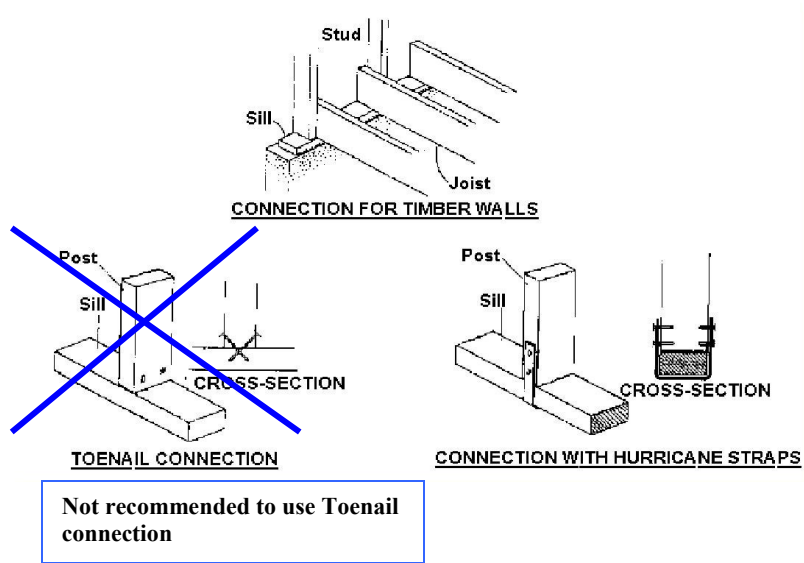 Stud
Sill
Joist
CONNECTION FOR TIMBER WALLS
Post
Sill
CROSS-SECTION
TOENAIL CONNECTION
Post
Sill
CROSS-SECTION
CONNECTION WITH HURRICANE STRAPS
Not recommended to use Toenail
connection